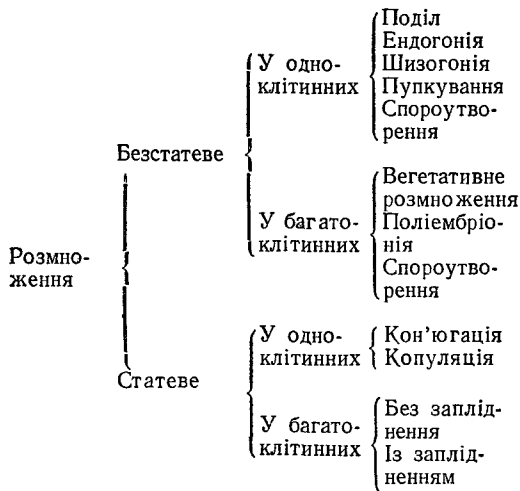 Розмно-
ження
Безстатеве
У одно-
клітинних
Поділ
Ендогонія
Шизогонія
Пупкування
Спороутво-
рення
У багато-
клітинних
Вегетативне
розмноження
Поліембріо-
нія
Спороутво-
рення
Статеве
У одно-
клітинних
Кон'югація
Копуляція
У багато-
клітинних
Без заплід-
нення
Із заплід-
ненням